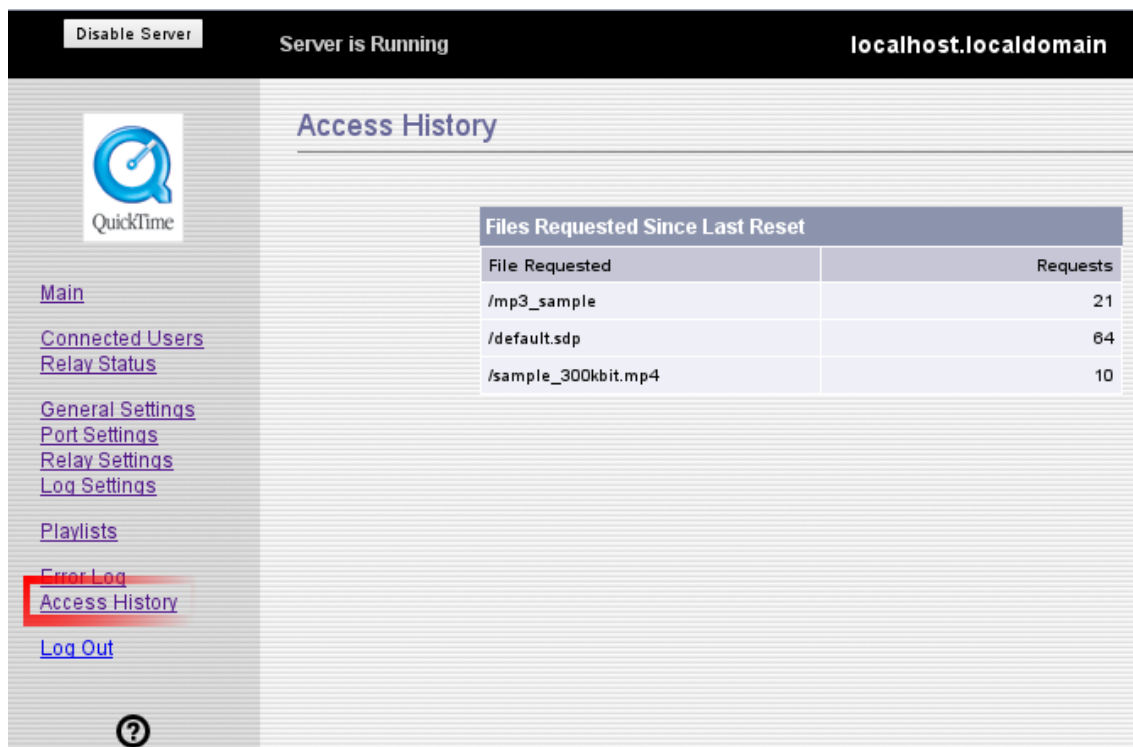 Disable Server
Server is Running
localhost.localdomain
QuickTime
Main
Connected Users
Relay Status
General Settings
Port Settings
Relay Settings
Log Settings
Playlists
Error Log
Access History
Log Out
?
Access History
Files Requested Since Last Reset
File Requested Requests
/mp3_sample 21
/default.sdp 64
/sample_300kbit.mp4 10